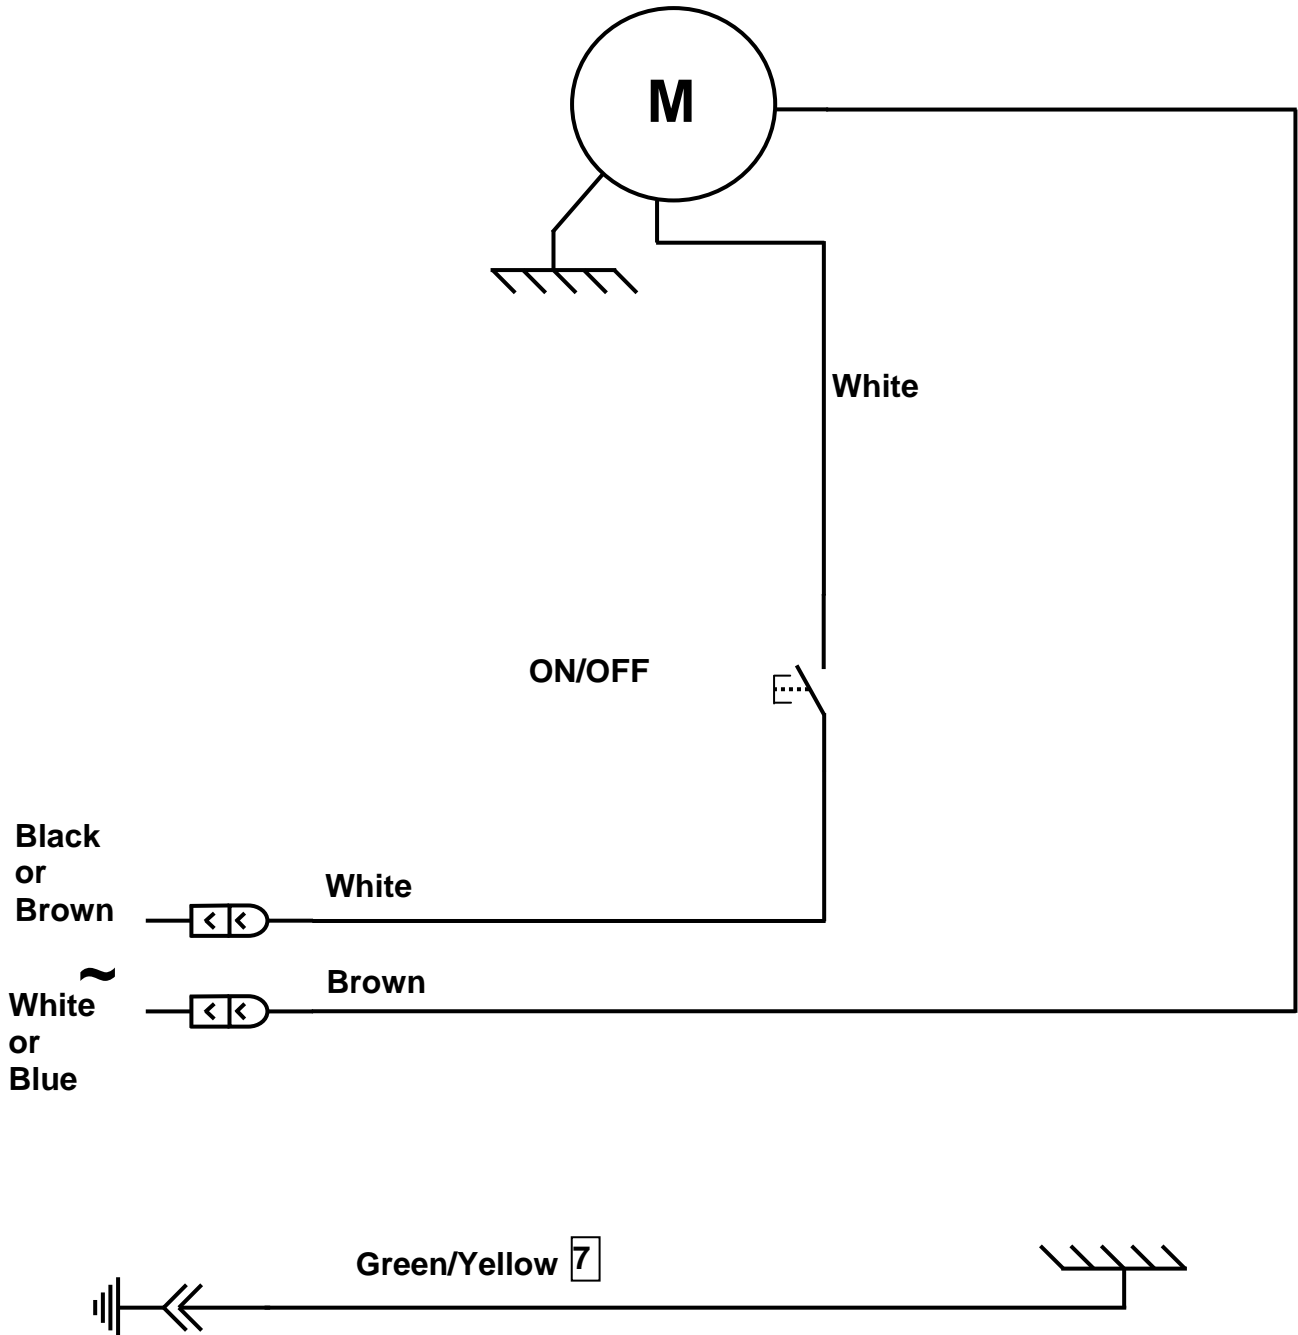 M
White
ON/OFF
Black
or
Brown
White
~
White
or
Blue
Brown
Green/Yellow 7